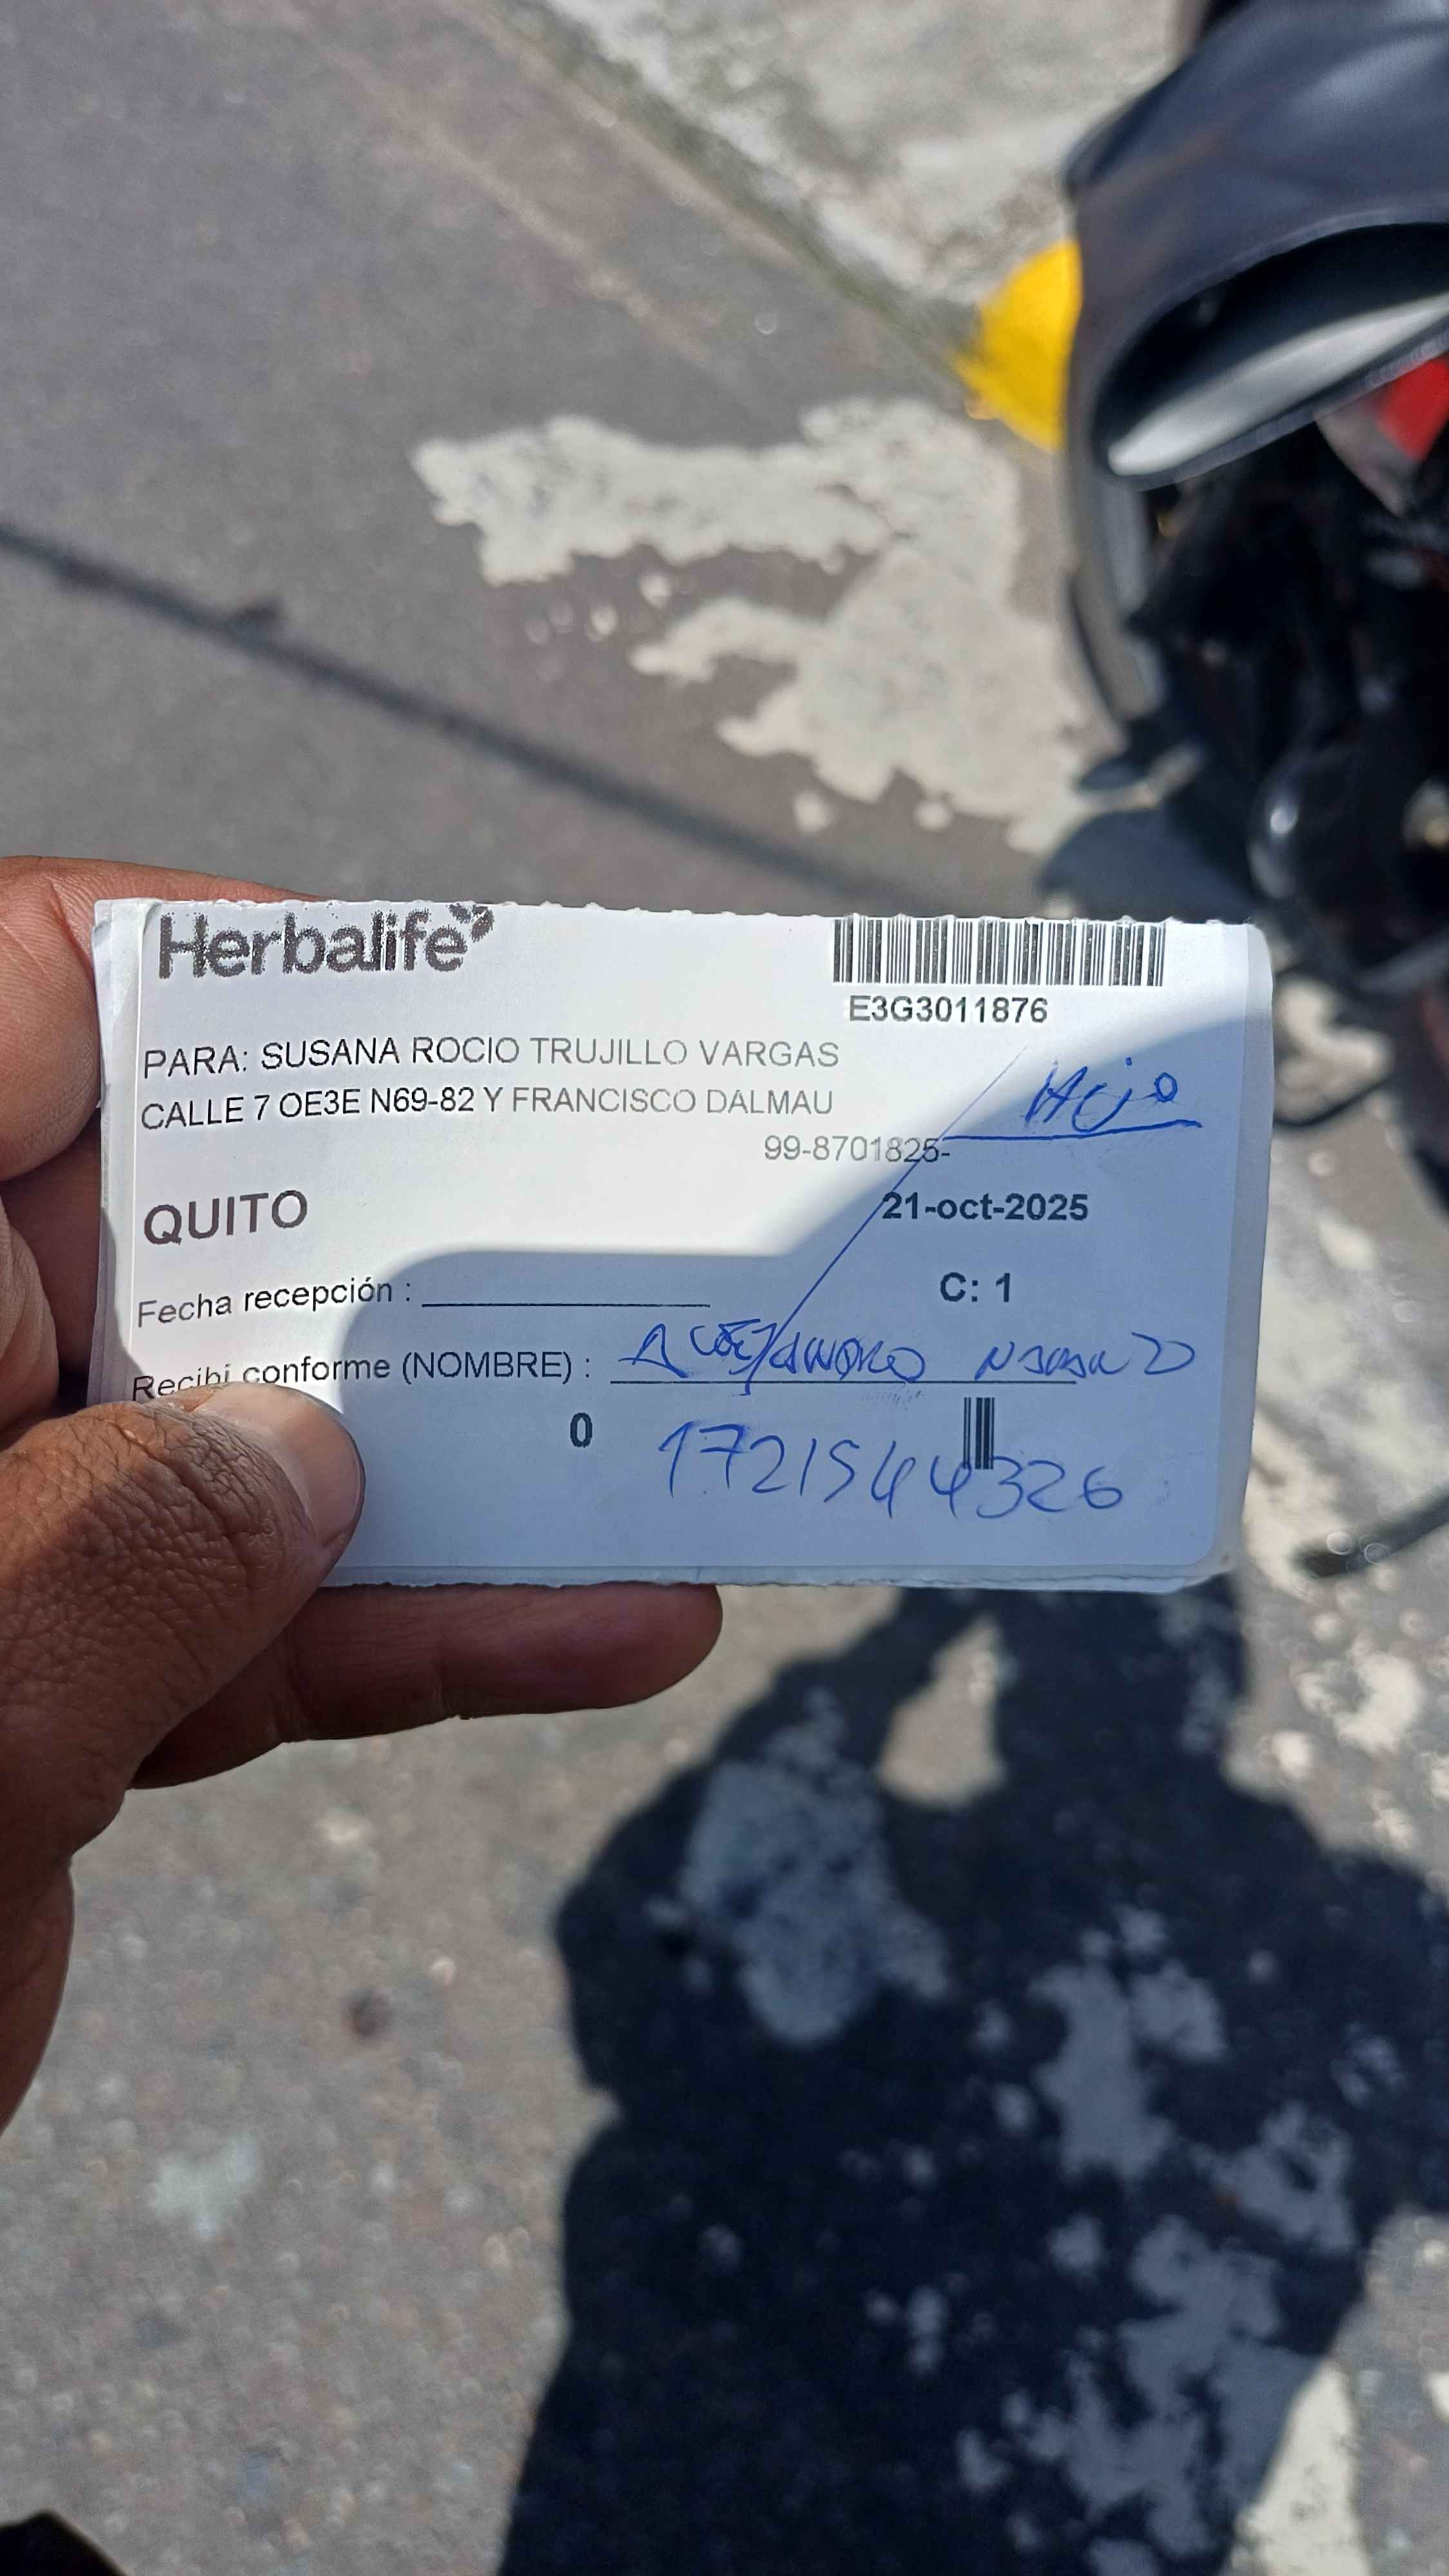 Herbalife
E3G3011876
PARA: SUSANA ROCIO TRUJILLO VARGAS
CALLE 7 OE3E N69-82 Y FRANCISCO DALMAU
Hijo
99-8701825-
QUITO
21-oct-2025
Fecha recepción :
C: 1
Recibi conforme (NOMBRE) : Alejandro
0
1721544326